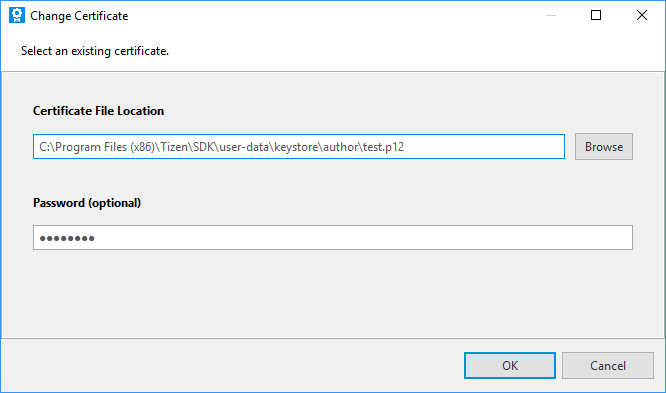 Change Certificate
Select an existing certificate.
Certificate File Location
C:\Program Files (x86)\Tizen\SDK\user-data\keystore\author\test.p12
Browse
Password (optional)
●●●●●●●●
OK
Cancel